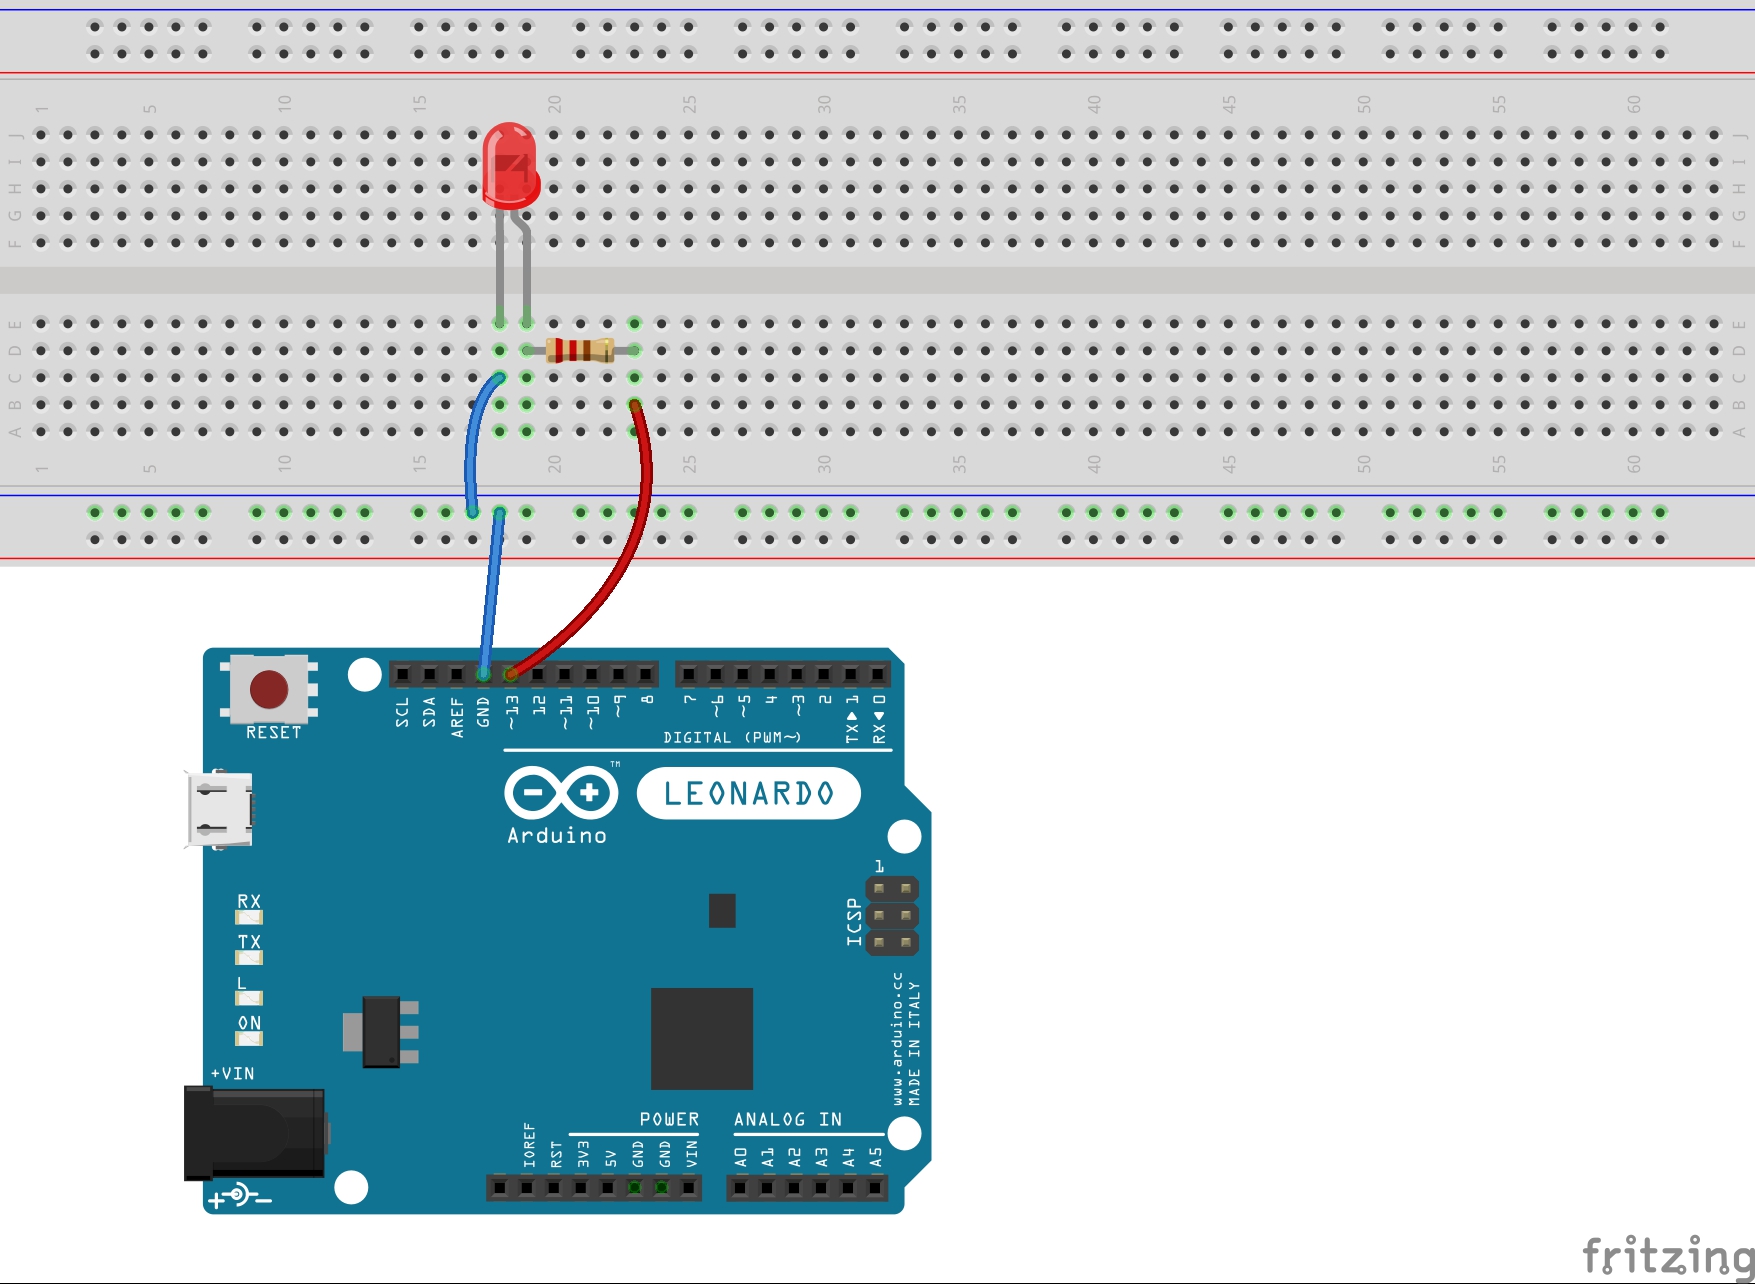 1 5 10 15 20 25 30 35 40 45 50 55 60
J J
I I
H H
G G
F F
E E
D D
C C
B B
A A
1 5 10 15 20 25 30 35 40 45 50 55 60
SCL SDA AREF GND ~13 12 ~11 ~10 ~9 8 7 ~6 ~5 4 ~3 2 TX▶1 RX◀0
RESET
DIGITAL (PWM~)
TM
LEONARDO
Arduino
1
ICSP
RX
TX
L
ON
+VIN
www.arduino.cc
MADE IN ITALY
POWER ANALOG IN
IOREF RST 3V3 5V GND GND VIN A0 A1 A2 A3 A4 A5
fritzing